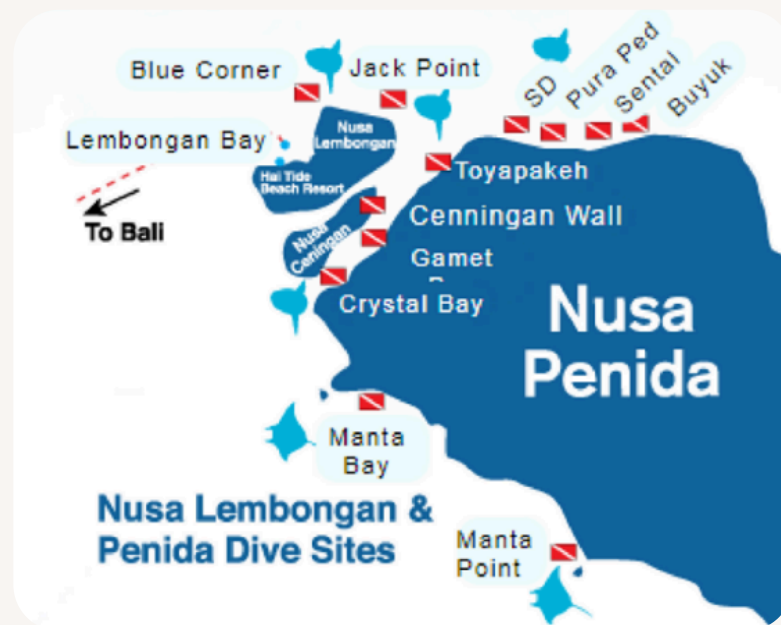 Blue Corner
Jack Point
SD
Pura Ped
Sental
Buyuk
Lembongan Bay
Nusa
Lembongan
Hai Tide
Beach Resort
Toyapakeh
To Bali
Nusa
Ceningan
Cenningan Wall
Gamet
Crystal Bay
Nusa
Penida
Manta
Bay
Nusa Lembongan &
Penida Dive Sites
Manta
Point